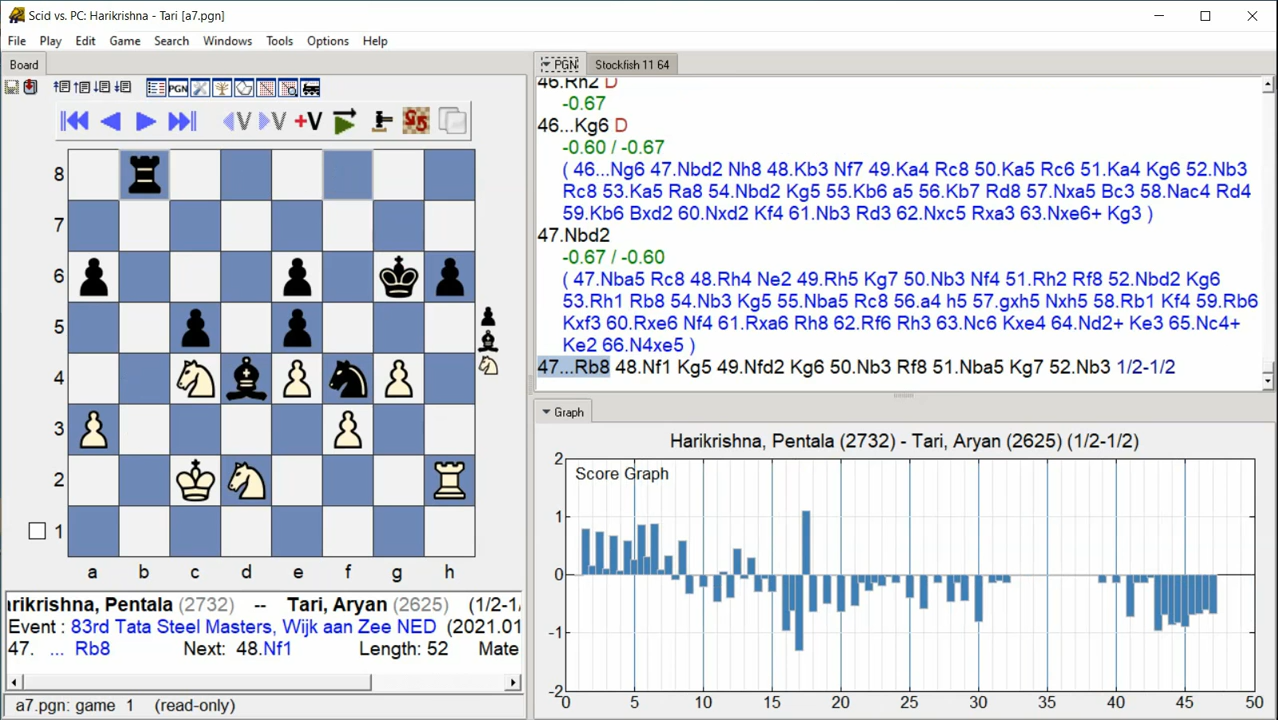 Scid vs. PC: Harikrishna - Tari [a7.pgn]
File Play Edit Game Search Windows Tools Options Help
Board
PGN Stockfish 11 64
PGN
+V
8
7
6
5
4
3
2
1
a b c d e f g h
46.Rh2 D
-0.67
46...Kg6 D
-0.60 / -0.67
( 46...Ng6 47.Nbd2 Nh8 48.Kb3 Nf7 49.Ka4 Rc8 50.Ka5 Rc6 51.Ka4 Kg6 52.Nb3
Rc8 53.Ka5 Ra8 54.Nbd2 Kg5 55.Kb6 a5 56.Kb7 Rd8 57.Nxa5 Bc3 58.Nac4 Rd4
59.Kb6 Bxd2 60.Nxd2 Kf4 61.Nb3 Rd3 62.Nxc5 Rxa3 63.Nxe6+ Kg3 )
47.Nbd2
-0.67 / -0.60
( 47.Nba5 Rc8 48.Rh4 Ne2 49.Rh5 Kg7 50.Nb3 Nf4 51.Rh2 Rf8 52.Nbd2 Kg6
53.Rh1 Rb8 54.Nb3 Kg5 55.Nba5 Rc8 56.a4 h5 57.gxh5 Nxh5 58.Rb1 Kf4 59.Rb6
Kxf3 60.Rxe6 Nf4 61.Rxa6 Rh8 62.Rf6 Rh3 63.Nc6 Kxe4 64.Nd2+ Ke3 65.Nc4+
Ke2 66.N4xe5 )
47...Rb8 48.Nf1 Kg5 49.Nfd2 Kg6 50.Nb3 Rf8 51.Nba5 Kg7 52.Nb3 1/2-1/2
Graph
Harikrishna, Pentala (2732) - Tari, Aryan (2625) (1/2-1/2)
Score Graph
2
1
0
-1
-2
0 5 10 15 20 25 30 35 40 45 50
arikrishna, Pentala (2732) -- Tari, Aryan (2625) (1/2-1/
Event : 83rd Tata Steel Masters, Wijk aan Zee NED (2021.01
47. ... Rb8 Next: 48.Nf1 Length: 52 Mate
a7.pgn: game 1 (read-only)